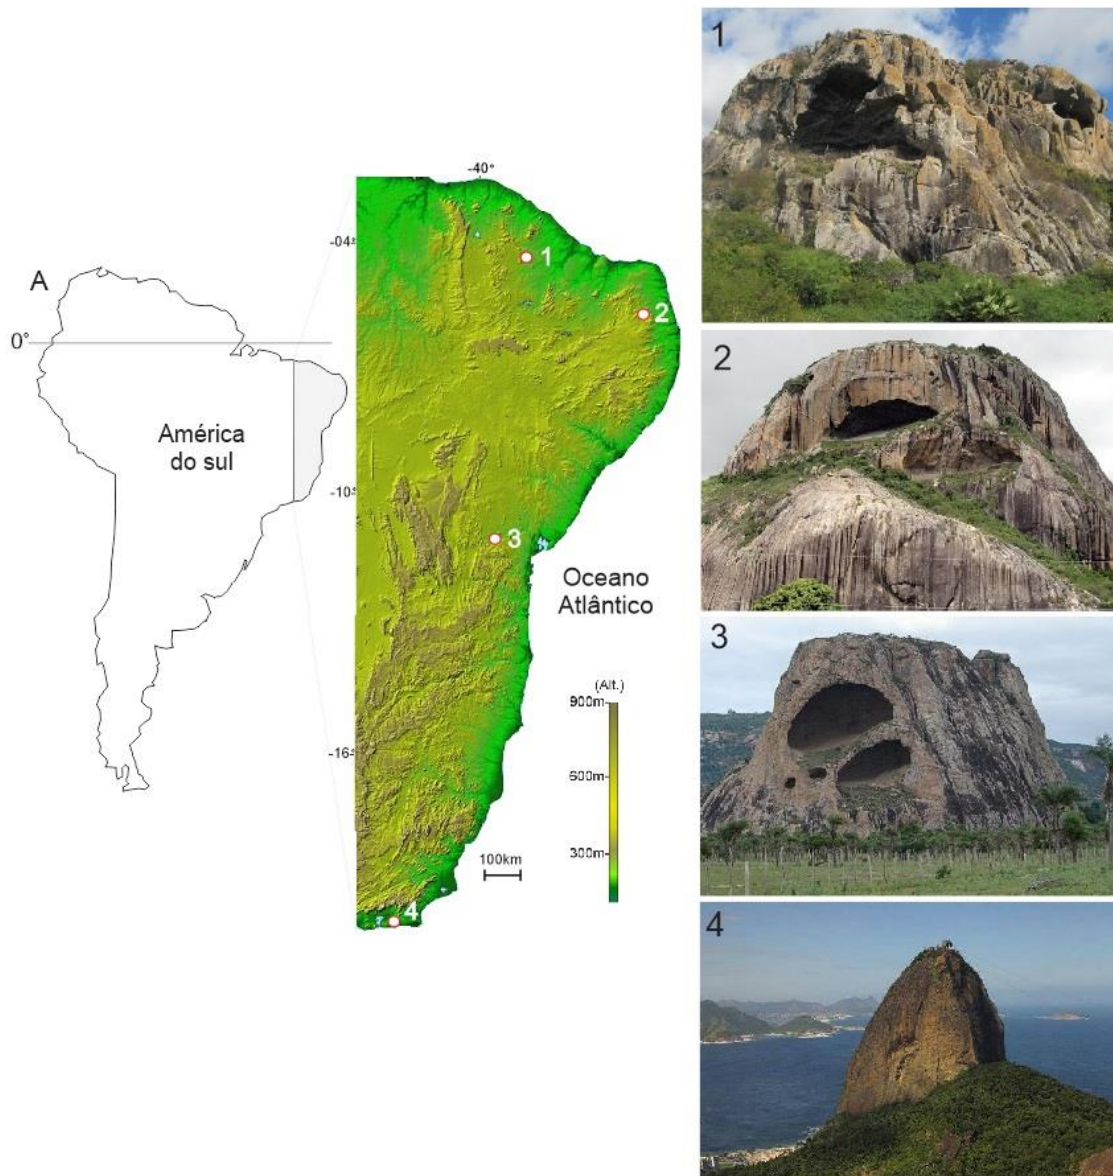 A
0°
América
do sul
-40°
-04°
-10°
-16°
1
2
3
4
Oceano
Atlântico
(Alt.)
900m
600m
300m
100km
1
2
3
4